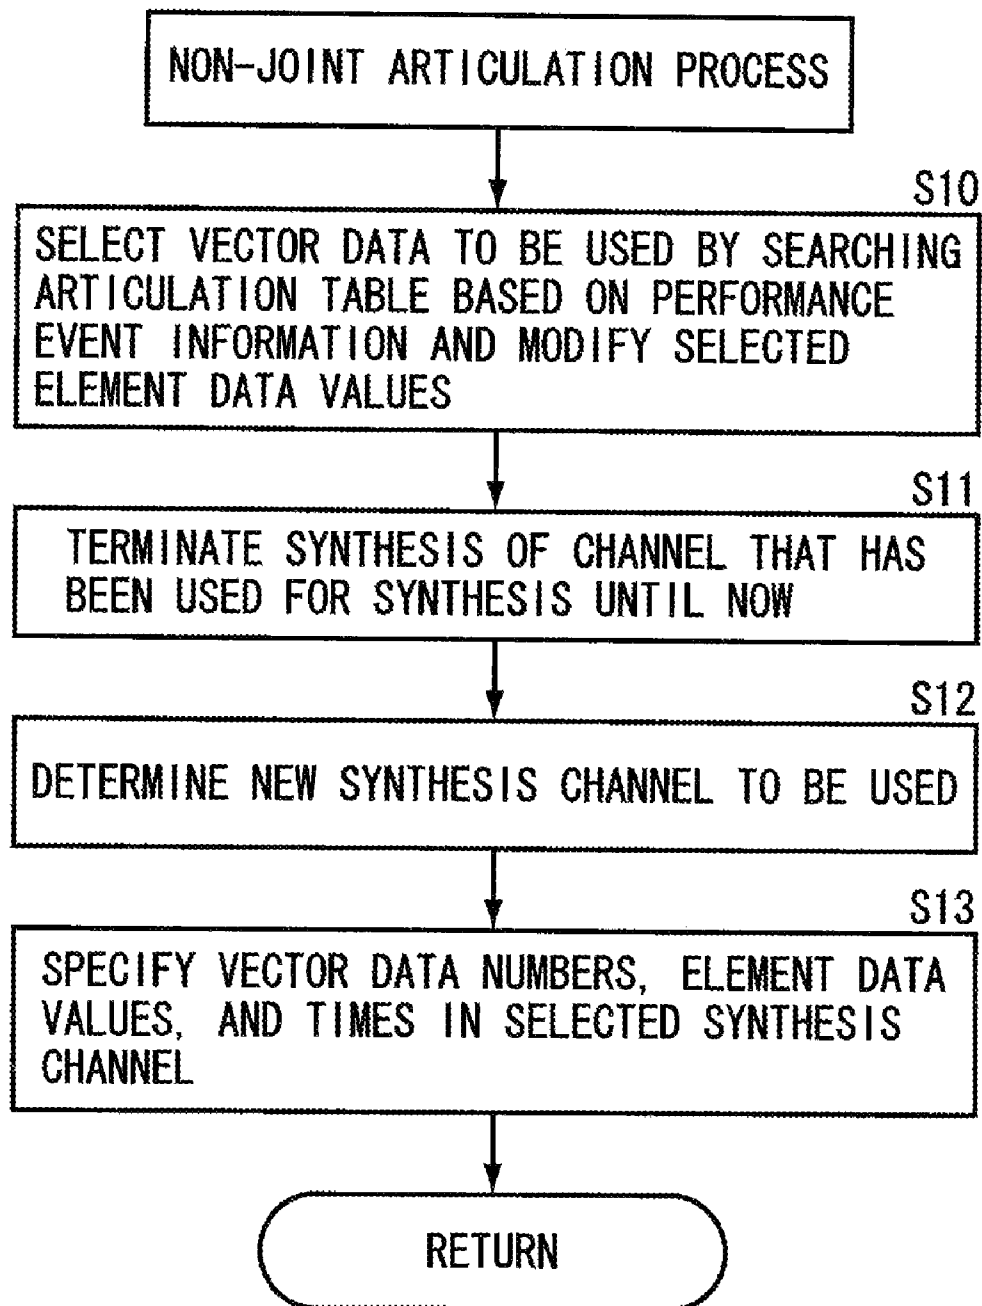 NON-JOINT ARTICULATION PROCESS
S10
SELECT VECTOR DATA TO BE USED BY SEARCHING
ARTICULATION TABLE BASED ON PERFORMANCE
EVENT INFORMATION AND MODIFY SELECTED
ELEMENT DATA VALUES
S11
TERMINATE SYNTHESIS OF CHANNEL THAT HAS
BEEN USED FOR SYNTHESIS UNTIL NOW
S12
DETERMINE NEW SYNTHESIS CHANNEL TO BE USED
S13
SPECIFY VECTOR DATA NUMBERS, ELEMENT DATA
VALUES, AND TIMES IN SELECTED SYNTHESIS
CHANNEL
RETURN